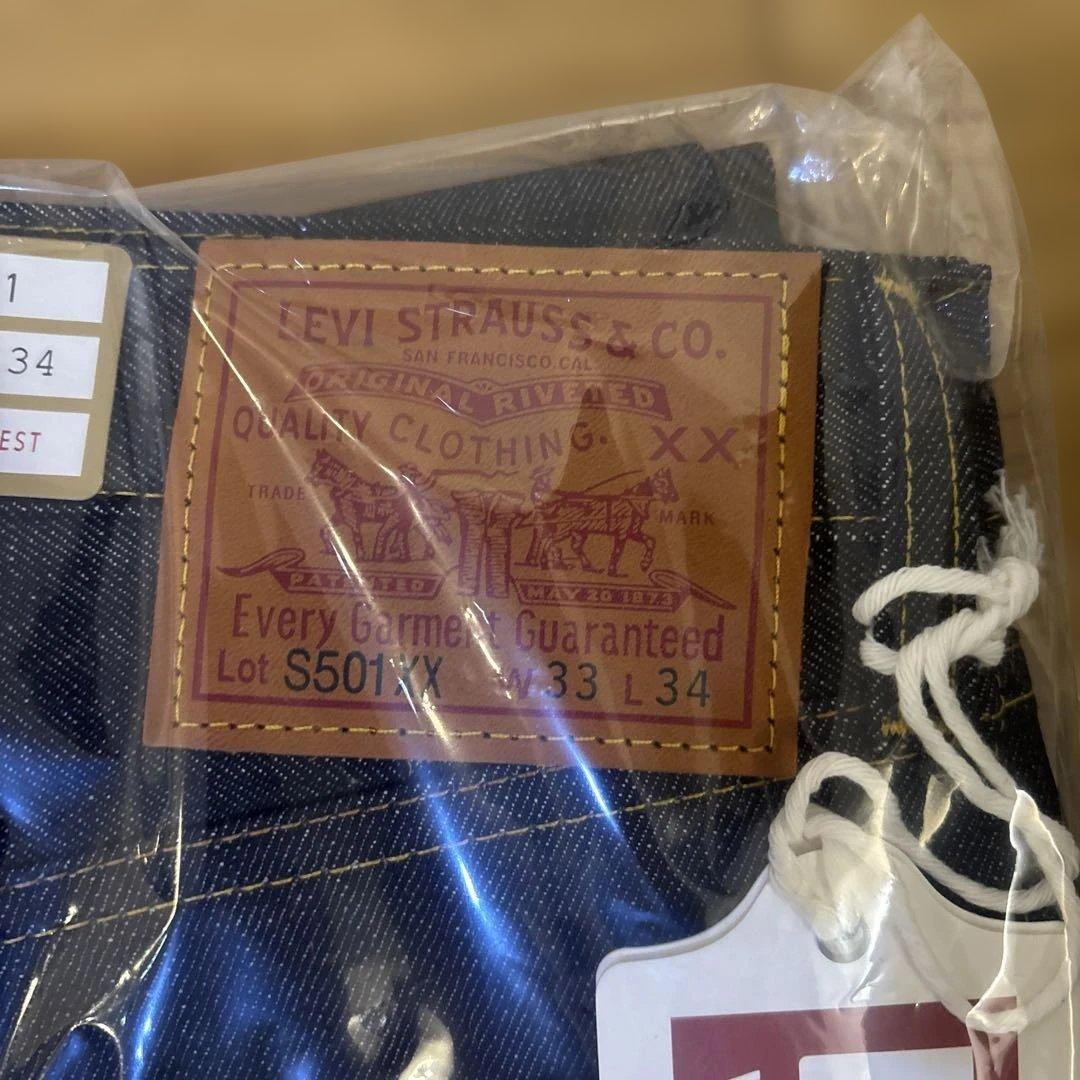 1
34
EST
LEVI STRAUSS & CO.
SAN FRANCISCO.CAL
ORIGINAL RIVETED
QUALITY CLOTHING. XX
TRADE MARK
PATENTED MAY 20 1873
Every Garment Guaranteed
Lot S501XX W 33 L 34